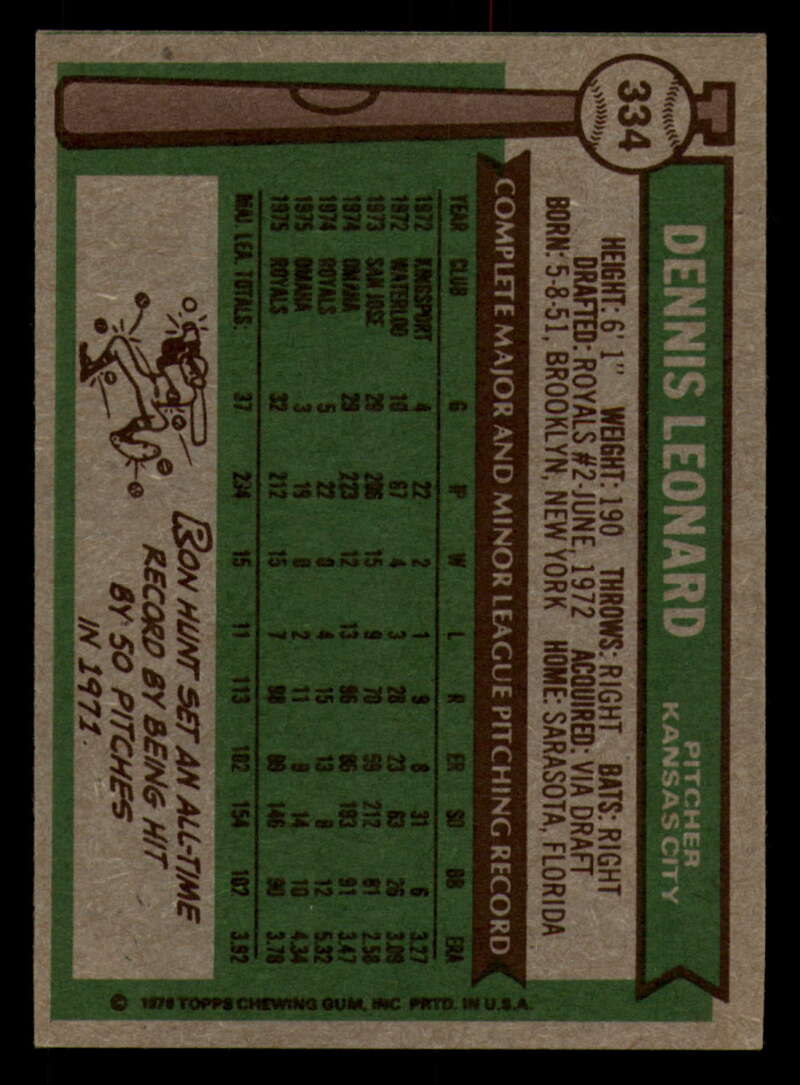 334
DENNIS LEONARD
PITCHER
KANSAS CITY
HEIGHT: 6' 1" WEIGHT: 190 THROWS: RIGHT BATS: RIGHT
DRAFTED: ROYALS #2-JUNE, 1972 ACQUIRED: VIA DRAFT
BORN: 5-8-51, BROOKLYN, NEW YORK HOME: SARASOTA, FLORIDA
COMPLETE MAJOR AND MINOR LEAGUE PITCHING RECORD
YEAR CLUB G IP W L R ER SO BB ERA
1972 KINGSPORT 4 22 2 1 9 8 31 6 3.27
1972 WATERLOO 10 67 4 3 28 23 63 26 3.09
1973 SAN JOSE 29 206 15 9 79 59 212 81 2.58
1974 OMAHA 29 223 12 13 96 86 183 91 3.47
1974 ROYALS 5 22 0 4 15 13 8 12 5.32
1975 OMAHA 3 19 0 2 11 9 14 10 4.34
1975 ROYALS 32 212 15 7 98 89 146 90 3.78
MAJ. LEA. TOTALS: 37 234 15 11 113 102 154 102 3.92
RON HUNT SET AN ALL-TIME
RECORD BY BEING HIT
BY 50 PITCHES
IN 1971.
© 1976 TOPPS CHEWING GUM, INC. PRTD. IN U.S.A.